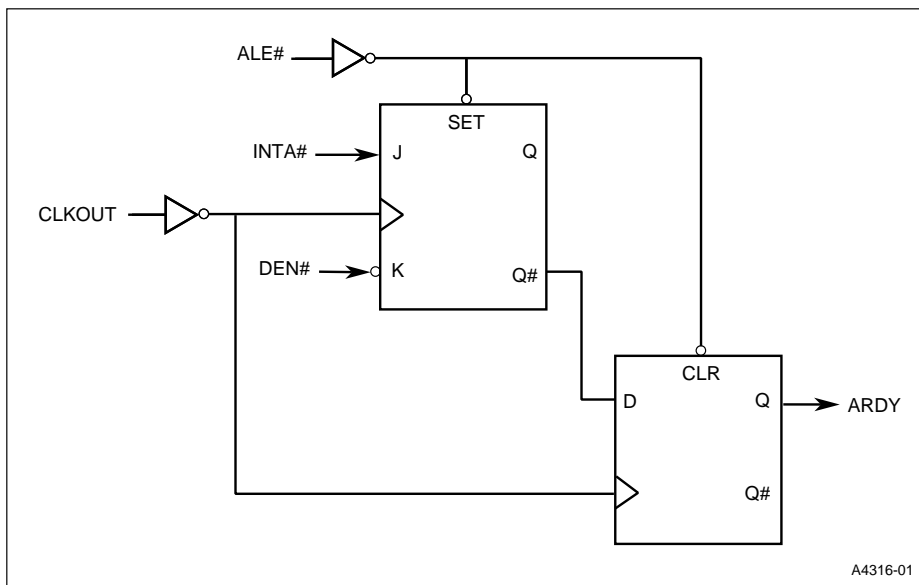 ALE#
SET
INTA#
J
Q
CLKOUT
DEN#
K
Q#
CLR
D
Q
ARDY
Q#
A4316-01